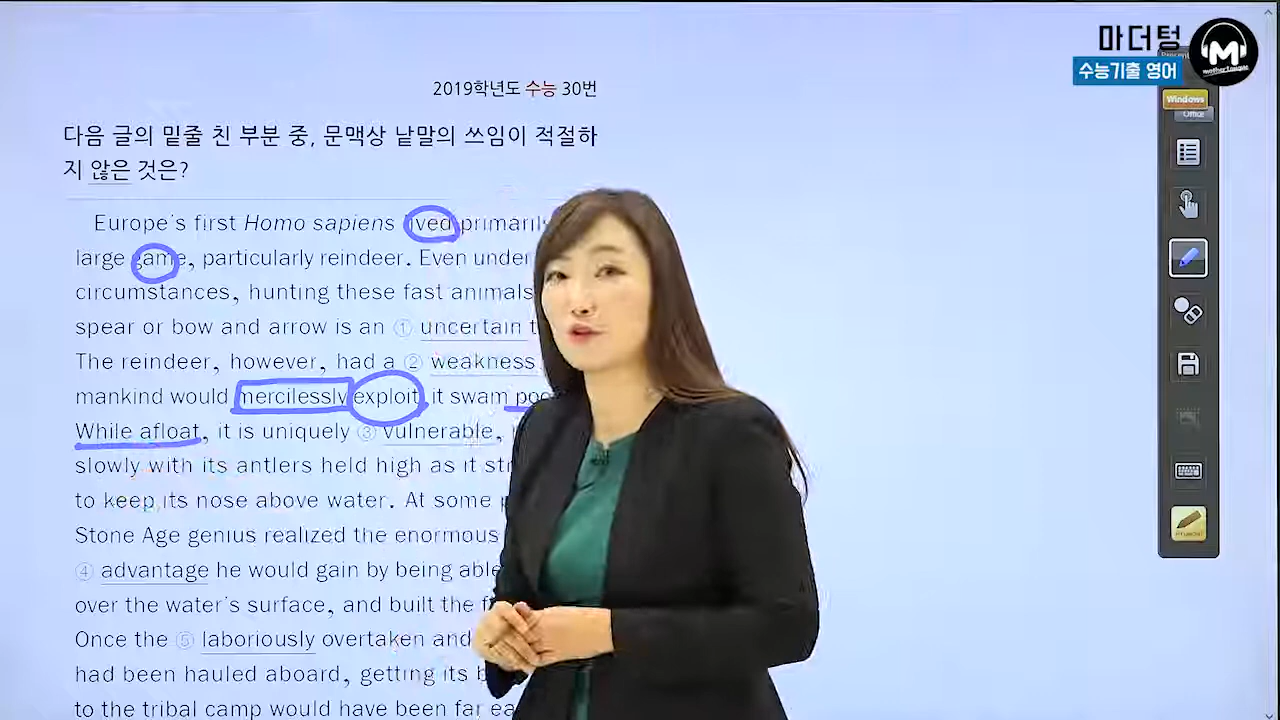 마더텅
수능기출 영어
M
mother tongue
Windows
Office
2019학년도 수능 30번
다음 글의 밑줄 친 부분 중, 문맥상 낱말의 쓰임이 적절하
지 않은 것은?
Europe's first Homo sapiens lived
large game, particularly reindeer. Even under
circumstances, hunting these fast animals
spear or bow and arrow is an ① uncertain
The reindeer, however, had a ② weakness
mankind would mercilessly exploit: it swam
While afloat, it is uniquely ③ vulnerable,
slowly with its antlers held high as it
to keep its nose above water. At some
Stone Age genius realized the enormous
④ advantage he would gain by being able
over the water's surface, and built the
Once the ⑤ laboriously overtaken and
had been hauled aboard, getting its
to the tribal camp would have been far